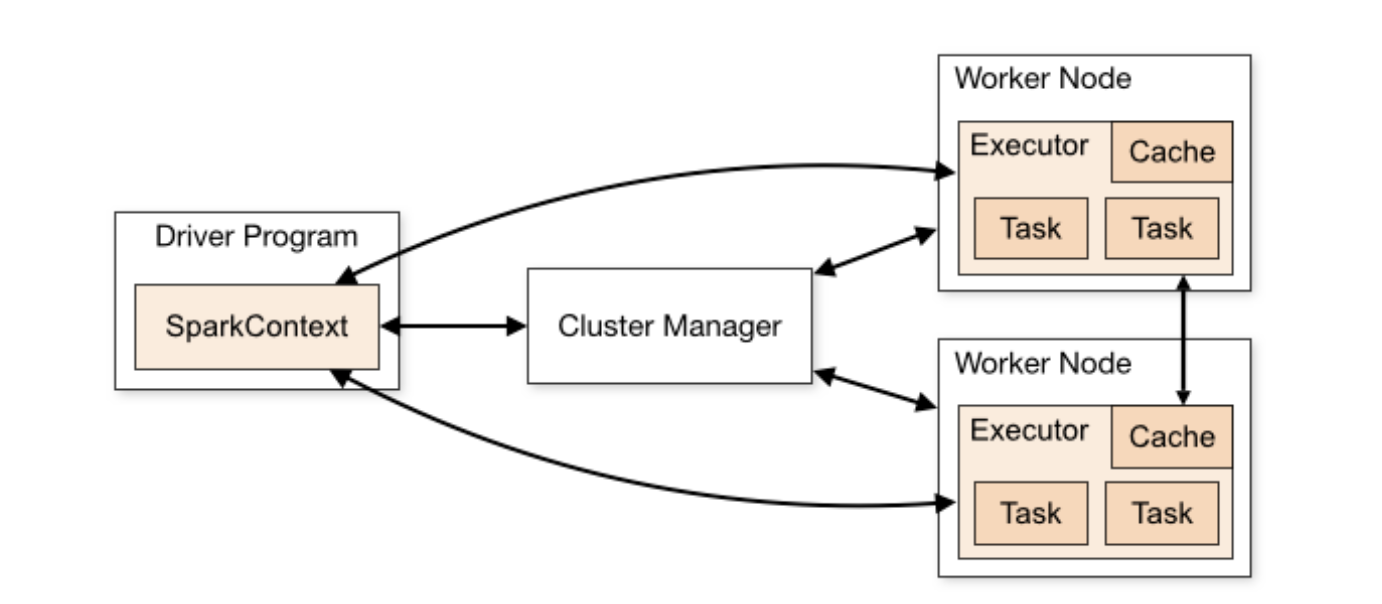 Driver Program
SparkContext
Cluster Manager
Worker Node
Executor
Cache
Task
Task
Worker Node
Executor
Cache
Task
Task